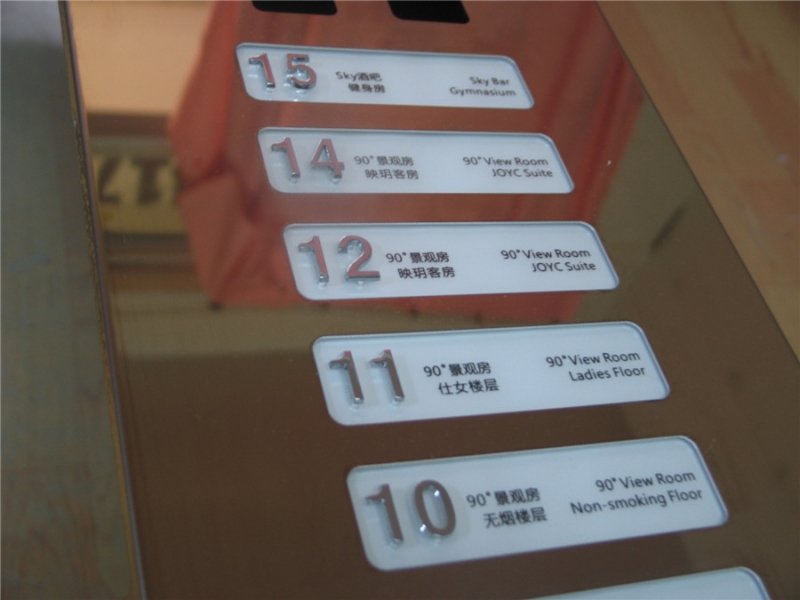 15
Sky酒吧
健身房
Sky Bar
Gymnasium
14
90°景观房
映玥客房
90°View Room
JOYC Suite
12
90°景观房
映玥客房
90°View Room
JOYC Suite
11
90°景观房
仕女楼层
90°View Room
Ladies Floor
10
90°景观房
无烟楼层
90°View Room
Non-smoking Floor